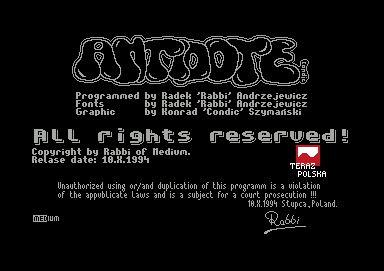 ANTIDOTE
Programmed by Radek 'Rabbi' Andrzejewicz
Fonts by Radek 'Rabbi' Andrzejewicz
Graphic by Konrad 'Condic' Szymański
ALL rights reserved!
Copyright by Rabbi of Medium.
Relase date: 10.X.1994
TERAZ
POLSKA
Unauthorized using or/and duplication of this programm is a violation
of the appublicate laws and is a subject for a court prosecution !!!
10.X.1994 Stupca,Poland.
MEDIUM
Rabbi